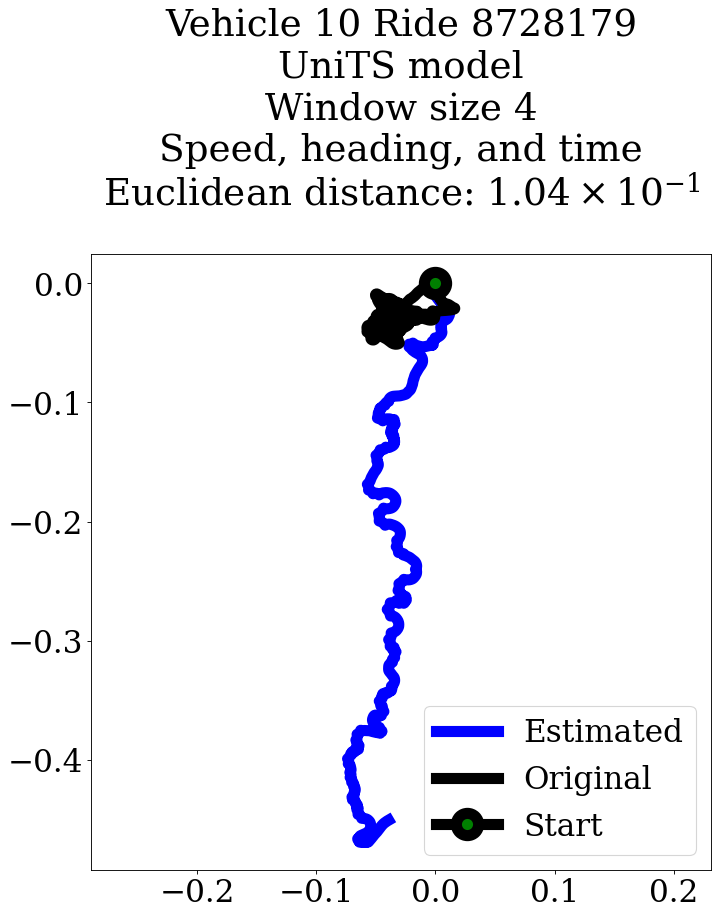 Vehicle 10 Ride 8728179
UniTS model
Window size 4
Speed, heading, and time
Euclidean distance: 1.04 × 10⁻¹
0.0
−0.1
−0.2
−0.3
−0.4
Estimated
Original
Start
−0.2 −0.1 0.0 0.1 0.2